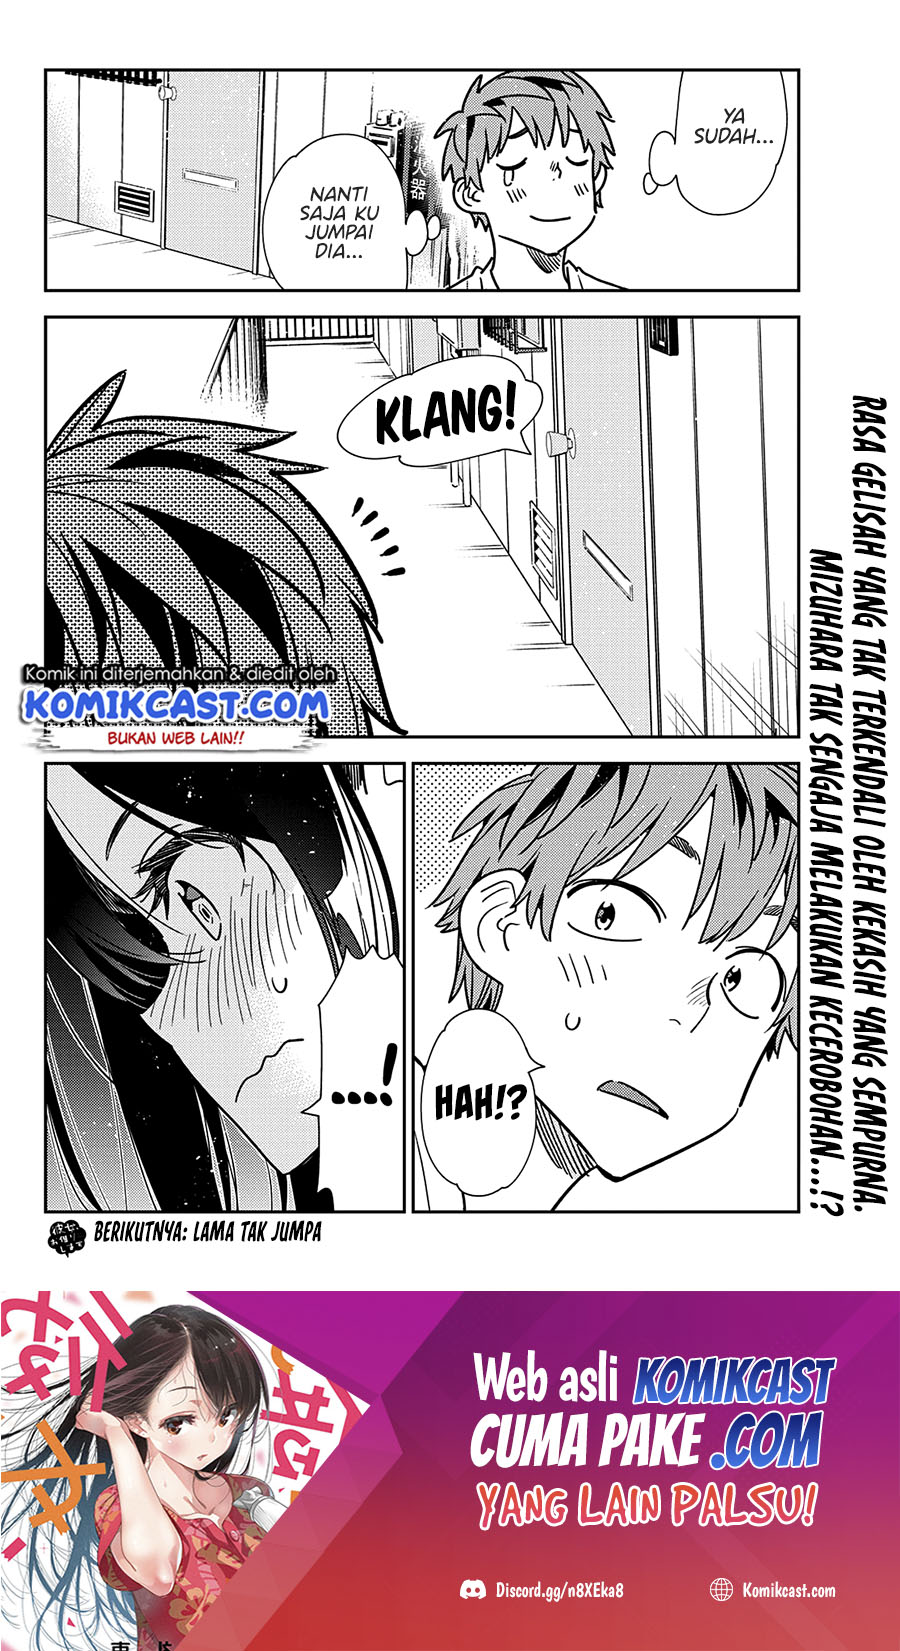 YA
SUDAH...
NANTI
SAJA KU
JUMPAI
DIA...
火器
KLANG!
RASA GELISAH YANG TAK TERKENDALI OLEH KEKASIH YANG SEMPURNA.
MIZUHARA TAK SENGAJA MELAKUKAN KECEROBOHAN...!?
Komik ini diterjemahkan & diedit oleh
KOMIKCAST.COM
BUKAN WEB LAIN!!
HAH!?
....!
BERIKUTNYA: LAMA TAK JUMPA
Web asli KOMIKCAST
CUMA PAKE .COM
YANG LAIN PALSU!
Discord.gg/n8XEka8
Komikcast.com